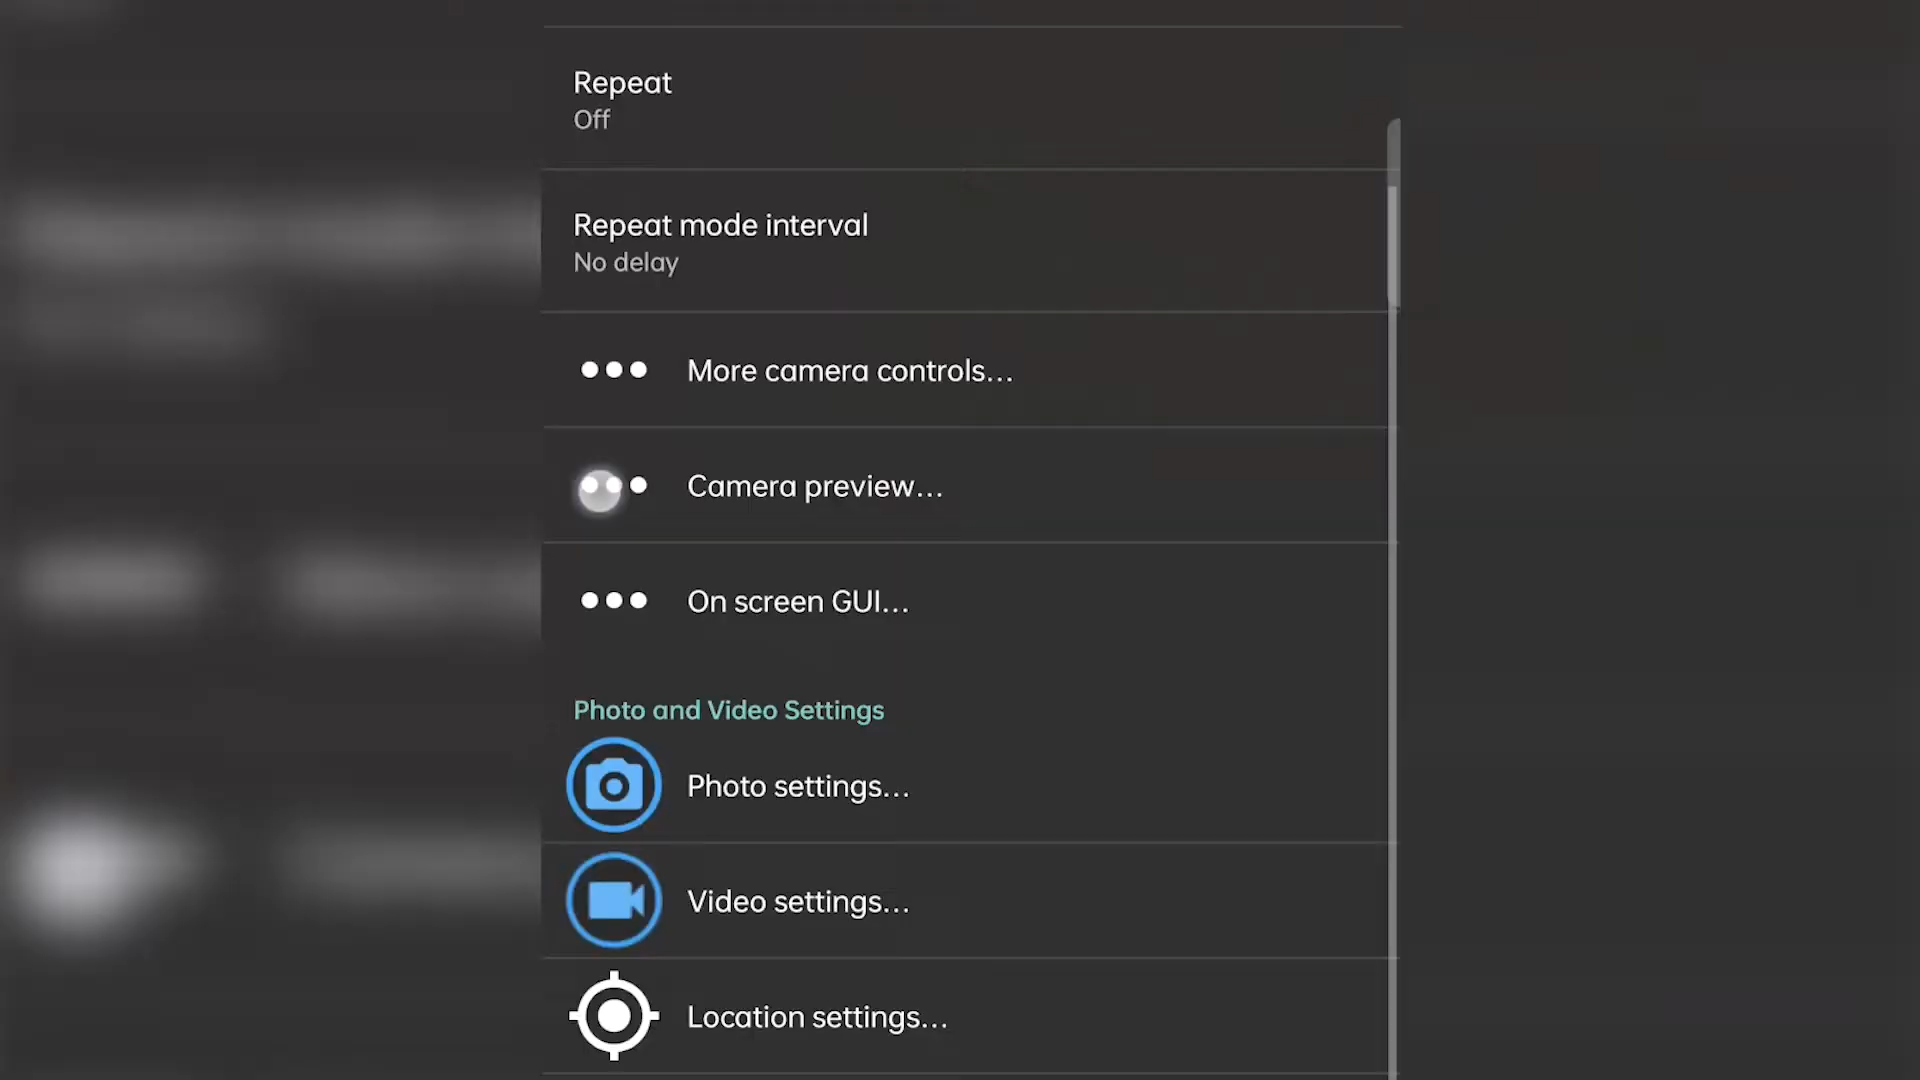 Repeat
Off
Repeat mode interval
No delay
More camera controls...
Camera preview...
On screen GUI...
Photo and Video Settings
Photo settings...
Video settings...
Location settings...